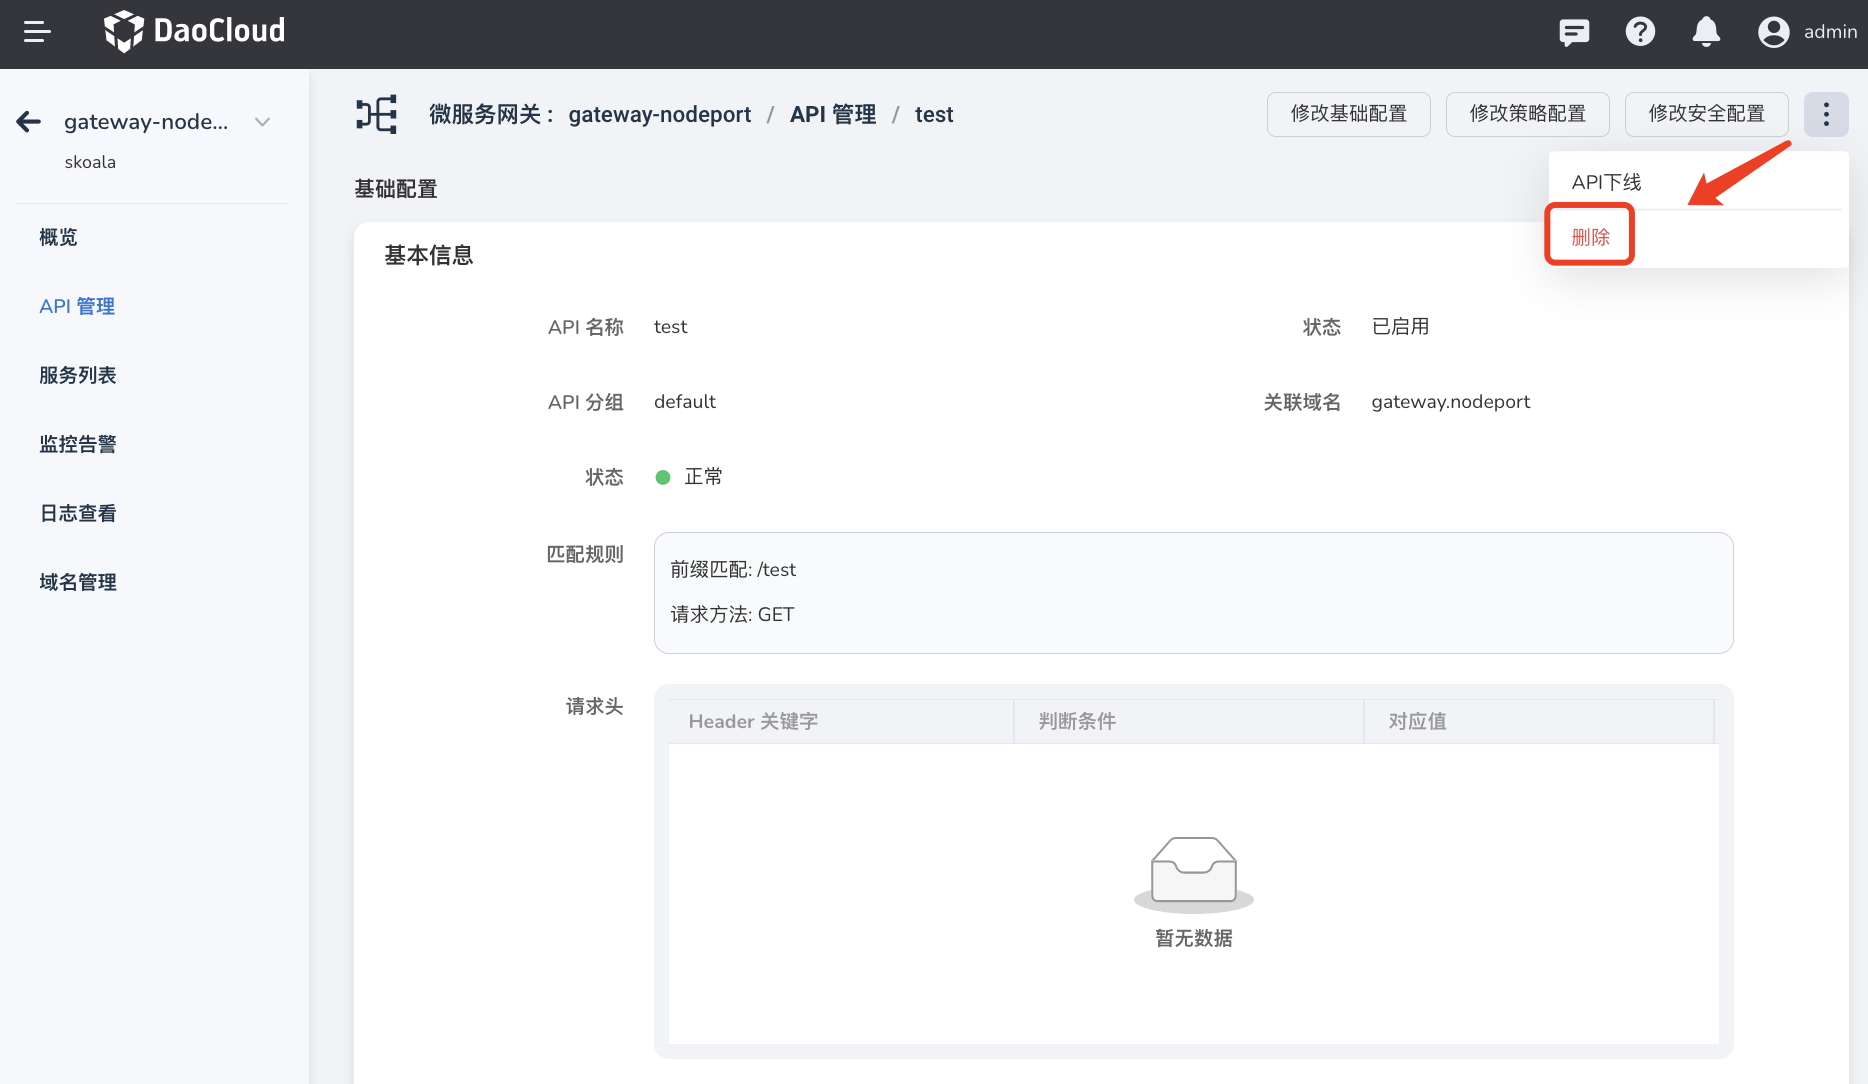 DaoCloud
admin
gateway-node...
skoala
概览
API 管理
服务列表
监控告警
日志查看
域名管理
微服务网关： gateway-nodeport / API 管理 / test
修改基础配置
修改策略配置
修改安全配置
API下线
删除
基础配置
基本信息
API 名称 test
状态 已启用
API 分组 default
关联域名 gateway.nodeport
状态 正常
匹配规则
前缀匹配: /test
请求方法: GET
请求头
Header 关键字 判断条件 对应值
暂无数据